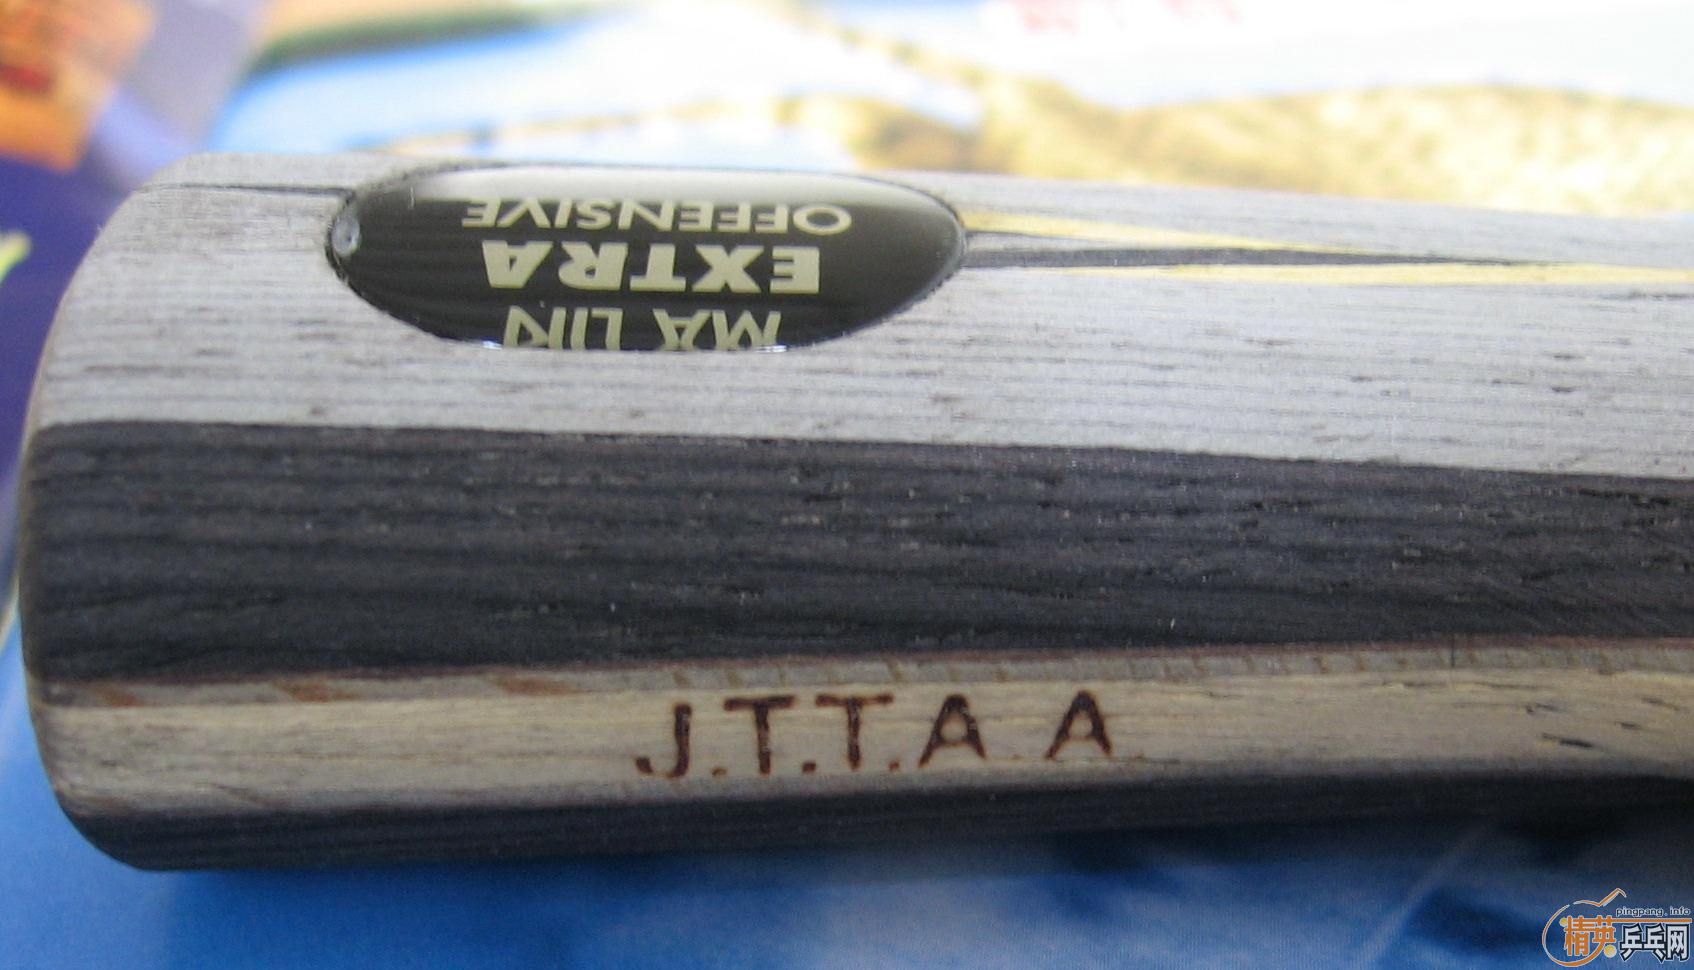 MA LIN
EXTRA
OFFENSIVE
J.T.T.A.A
pingpang.info
精英乒乓网